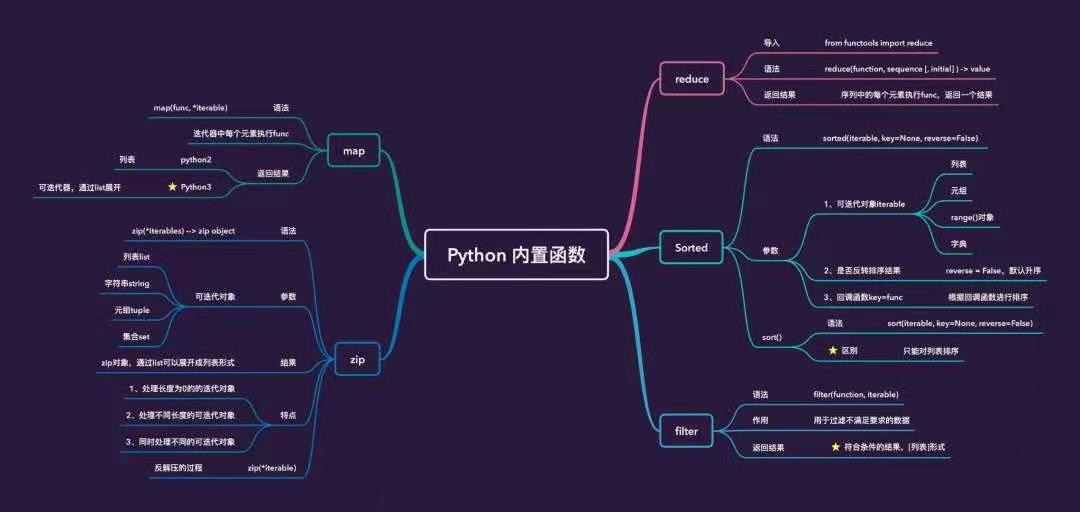 Python 内置函数
map
map(func, *iterable)
语法
迭代器中每个元素执行func
返回结果
列表
python2
可迭代器，通过list展开
Python3
zip
zip(*iterables) --> zip object
语法
参数
可迭代对象
列表list
字符串string
元组tuple
集合set
zip对象，通过list可以展开成列表形式
结果
特点
1、处理长度为0的的迭代对象
2、处理不同长度的可迭代对象
3、同时处理不同的可迭代对象
反解压的过程
zip(*iterable)
reduce
导入
from functools import reduce
语法
reduce(function, sequence [, initial] ) -> value
返回结果
序列中的每个元素执行func，返回一个结果
Sorted
语法
sorted(iterable, key=None, reverse=False)
参数
1、可迭代对象iterable
列表
元组
range()对象
字典
2、是否反转排序结果
reverse = False，默认升序
3、回调函数key=func
根据回调函数进行排序
sort()
语法
sort(iterable, key=None, reverse=False)
区别
只能对列表排序
filter
语法
filter(function, iterable)
作用
用于过滤不满足要求的数据
返回结果
符合条件的结果，[列表]形式